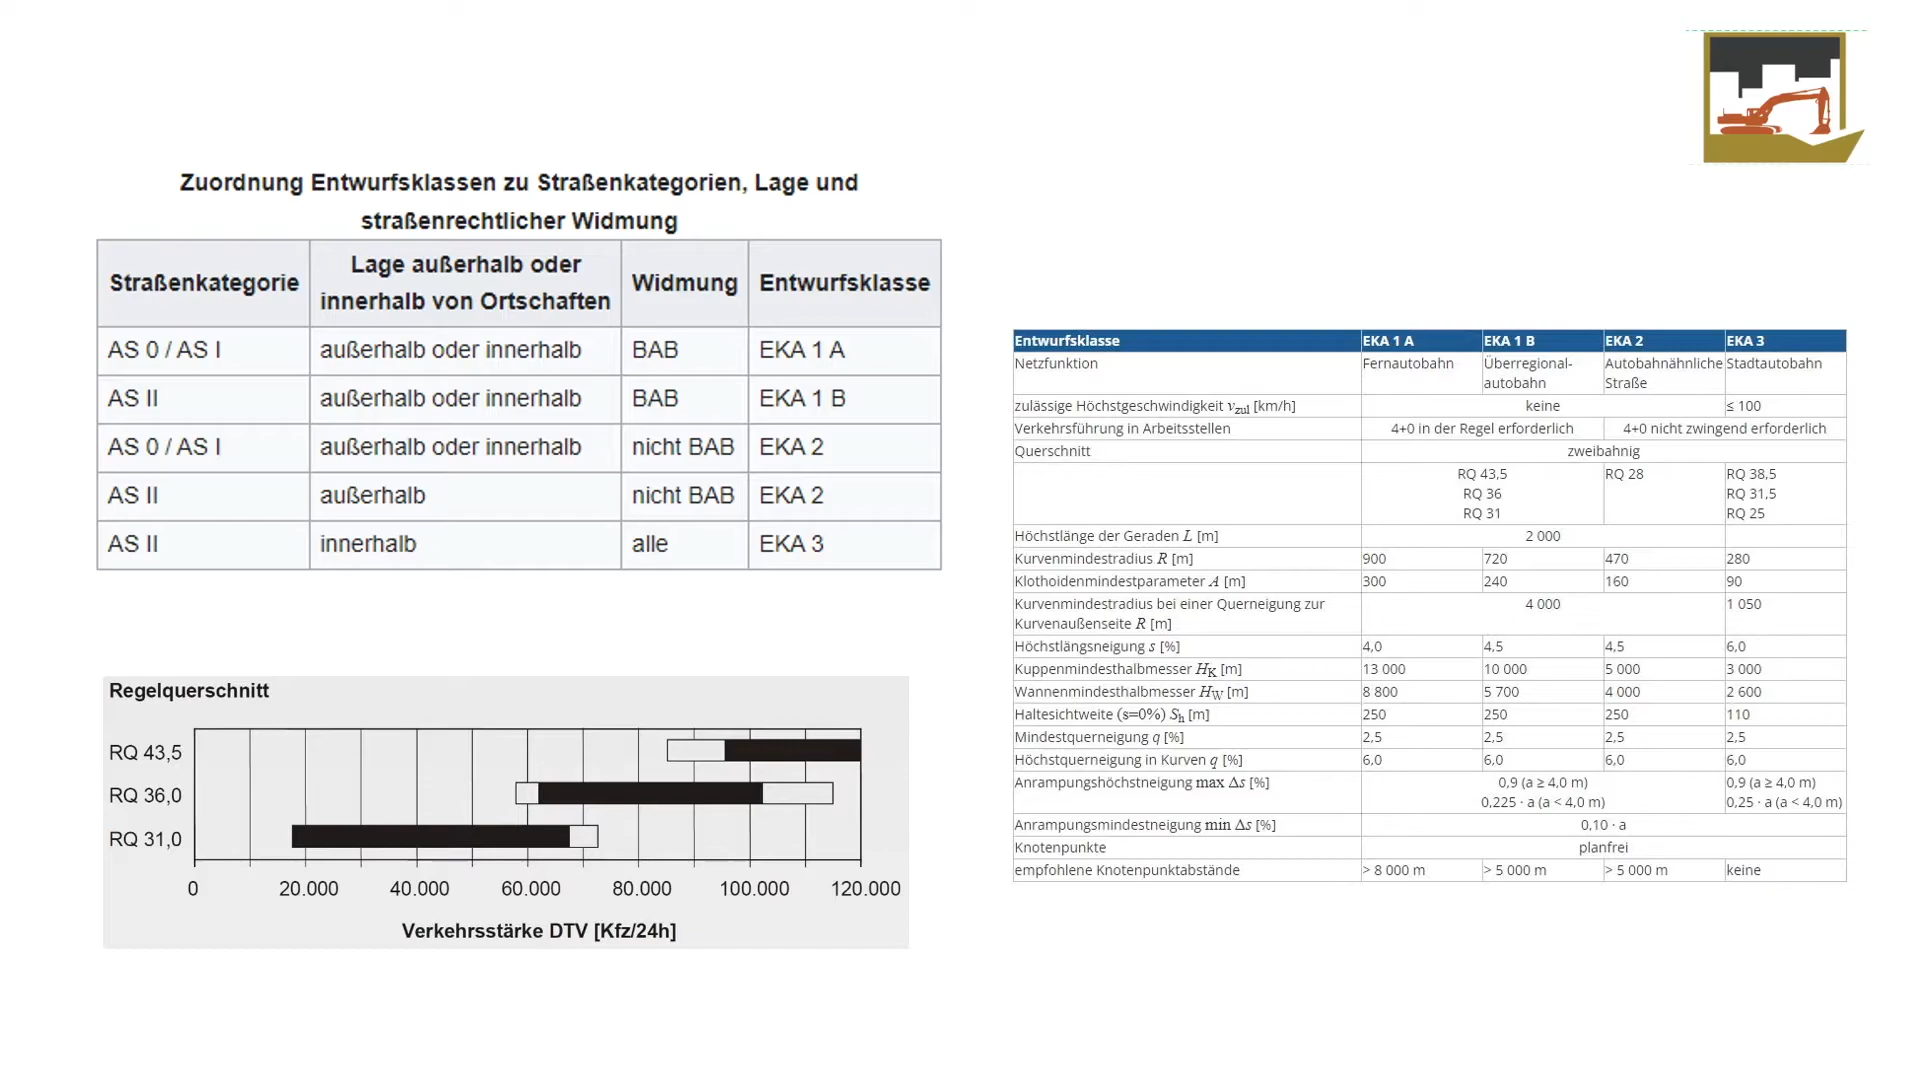 Zuordnung Entwurfsklassen zu Straßenkategorien, Lage und
straßenrechtlicher Widmung
Straßenkategorie Lage außerhalb oder innerhalb von Ortschaften Widmung Entwurfsklasse
AS 0 / AS I außerhalb oder innerhalb BAB EKA 1 A
AS II außerhalb oder innerhalb BAB EKA 1 B
AS 0 / AS I außerhalb oder innerhalb nicht BAB EKA 2
AS II außerhalb nicht BAB EKA 2
AS II innerhalb alle EKA 3
Regelquerschnitt
RQ 43,5
RQ 36,0
RQ 31,0
0 20.000 40.000 60.000 80.000 100.000 120.000
Verkehrsstärke DTV [Kfz/24h]
Entwurfsklasse EKA 1 A EKA 1 B EKA 2 EKA 3
Netzfunktion Fernautobahn Überregional- Autobahnähnliche Stadtautobahn
autobahn Straße
zulässige Höchstgeschwindigkeit vzul [km/h] keine ≤ 100
Verkehrsführung in Arbeitsstellen 4+0 in der Regel erforderlich 4+0 nicht zwingend erforderlich
Querschnitt zweibahnig
RQ 43,5 RQ 28 RQ 38,5
RQ 36 RQ 31,5
RQ 31 RQ 25
Höchstlänge der Geraden L [m] 2 000
Kurvenmindestradius R [m] 900 720 470 280
Klothoidenmindestparameter A [m] 300 240 160 90
Kurvenmindestradius bei einer Querneigung zur 4 000 1 050
Kurvenaußenseite R [m]
Höchstlängsneigung s [%] 4,0 4,5 4,5 6,0
Kuppenmindesthalbmesser HK [m] 13 000 10 000 5 000 3 000
Wannenmindesthalbmesser HW [m] 8 800 5 700 4 000 2 600
Haltesichtweite (s=0%) Sh [m] 250 250 250 110
Mindestquerneigung q [%] 2,5 2,5 2,5 2,5
Höchstquerneigung in Kurven q [%] 6,0 6,0 6,0 6,0
Anrampungshöchstneigung max Δs [%] 0,9 (a ≥ 4,0 m) 0,9 (a ≥ 4,0 m)
0,225 · a (a < 4,0 m) 0,25 · a (a < 4,0 m)
Anrampungsmindestneigung min Δs [%] 0,10 · a
Knotenpunkte planfrei
empfohlene Knotenpunktabstände > 8 000 m > 5 000 m > 5 000 m keine